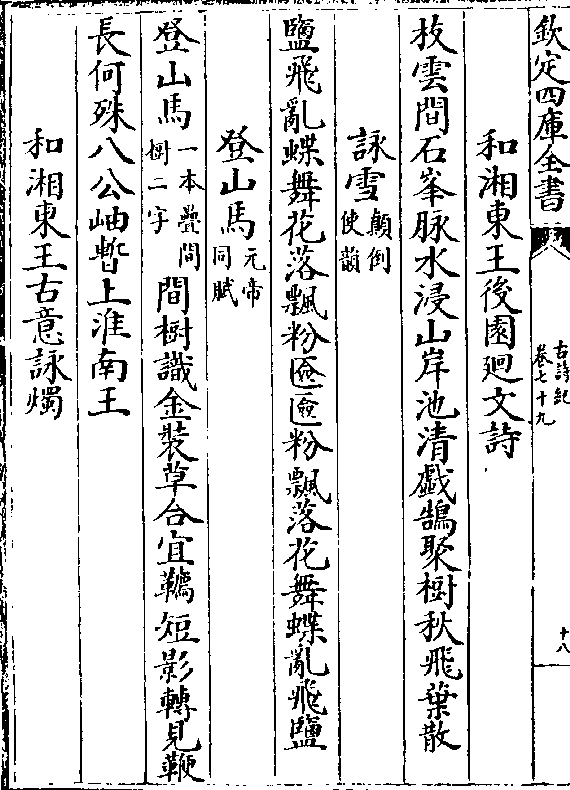 欽定四庫全書
古詩紀
卷七十九
十八
和湘東王後園廻文詩
枝雲間石峯脉水浸山岸池清戯鵠聚樹秋飛葉散
詠雪顛倒使韻
鹽飛亂蝶舞花落飄粉匳匳粉飄落花舞蝶亂飛鹽
登山馬元帝同賦
登山馬一本疊間樹二字間樹識金裝草合宜韉短影轉見鞭
長何殊八公岫暫上淮南王
和湘東王古意詠燭